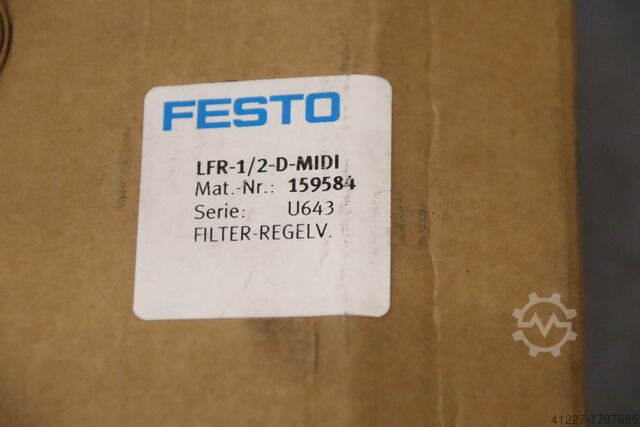 FESTO
LFR-1/2-D-MIDI
Mat.-Nr.: 159584
Serie: U643
FILTER-REGELV.
41227-1797665